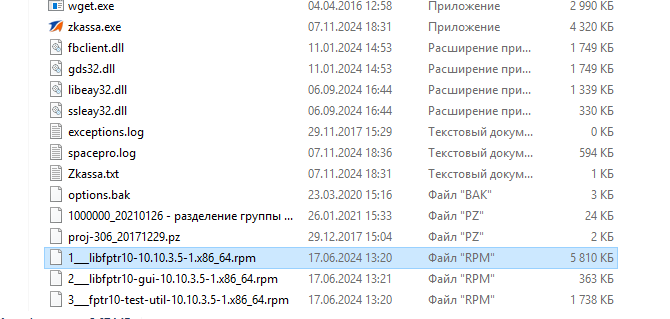 wget.exe 04.04.2016 12:58 Приложение 2 990 КБ
zkassa.exe 07.11.2024 18:31 Приложение 4 320 КБ
fbclient.dll 11.01.2024 14:53 Расширение при... 1 749 КБ
gds32.dll 11.01.2024 14:53 Расширение при... 1 749 КБ
libeay32.dll 06.09.2024 16:44 Расширение при... 1 339 КБ
ssleay32.dll 06.09.2024 16:44 Расширение при... 330 КБ
exceptions.log 29.11.2017 15:29 Текстовый докум... 0 КБ
spacepro.log 07.11.2024 18:36 Текстовый докум... 594 КБ
Zkassa.txt 07.11.2024 18:31 Текстовый докум... 1 КБ
options.bak 23.03.2020 15:16 Файл "BAK" 3 КБ
1000000_20210126 - разделение группы ... 26.01.2021 15:33 Файл "PZ" 24 КБ
proj-306_20171229.pz 29.12.2017 15:04 Файл "PZ" 2 КБ
1___libfptr10-10.10.3.5-1.x86_64.rpm 17.06.2024 13:20 Файл "RPM" 5 810 КБ
2___libfptr10-gui-10.10.3.5-1.x86_64.rpm 17.06.2024 13:21 Файл "RPM" 363 КБ
3___fptr10-test-util-10.10.3.5-1.x86_64.rpm 17.06.2024 13:20 Файл "RPM" 1 738 КБ